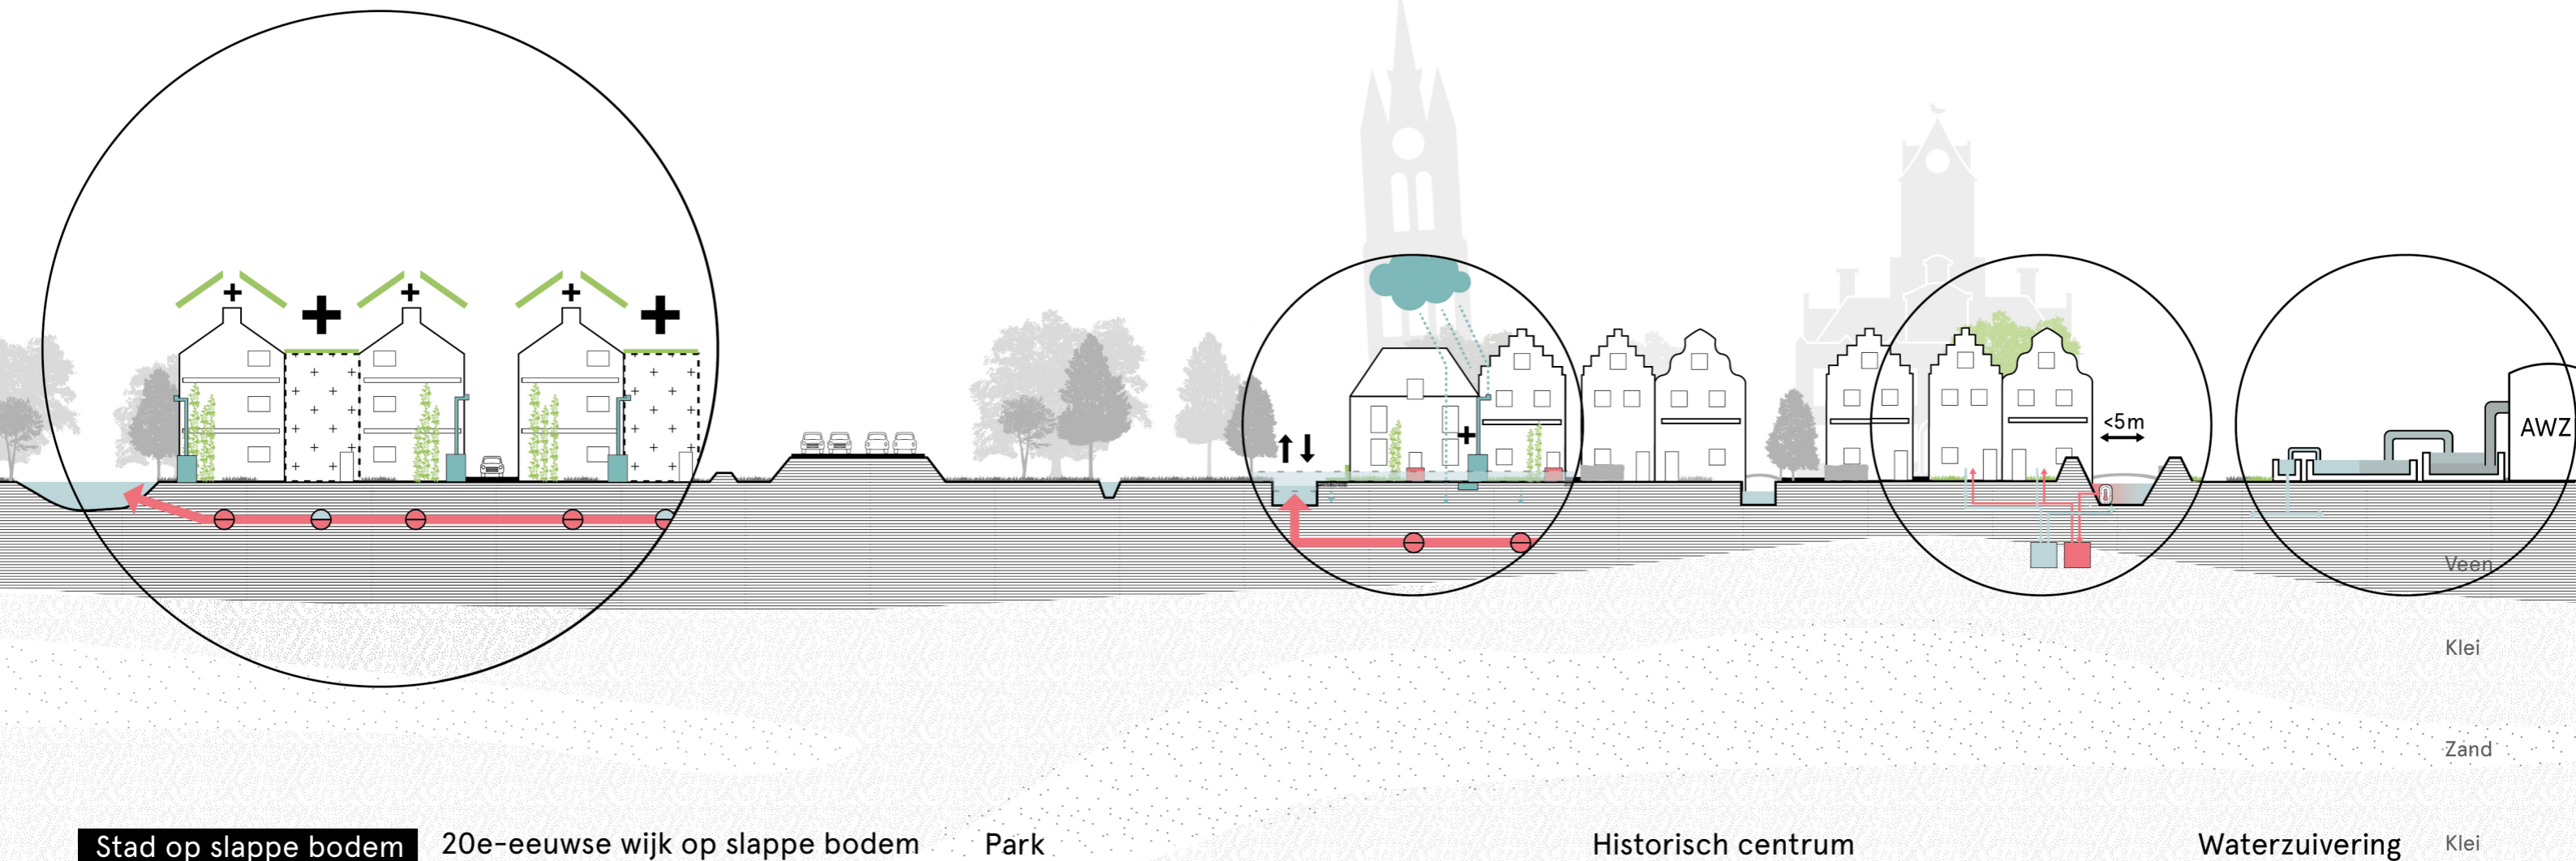 <5m
AWZ
Veen
Klei
Zand
Stad op slappe bodem
20e-eeuwse wijk op slappe bodem
Park
Historisch centrum
Waterzuivering
Klei